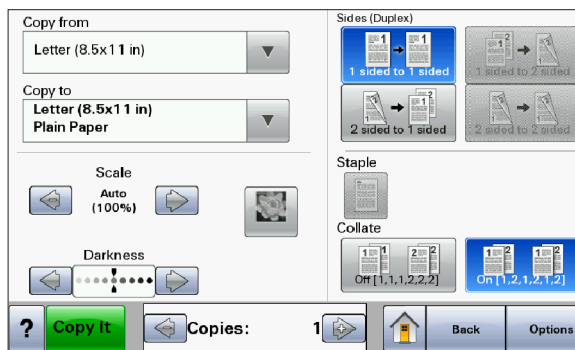 Copy from
Letter (8.5x11 in)
Copy to
Letter (8.5x11 in)
Plain Paper
Scale
Auto
(100%)
Darkness
Sides (Duplex)
1 sided to 1 sided
1 sided to 2 sided
2 sided to 1 sided
2 sided to 2 sided
Staple
Collate
Off [1,1,1,2,2,2]
On [1,2,1,2,1,2]
? Copy It Copies: 1 Back Options